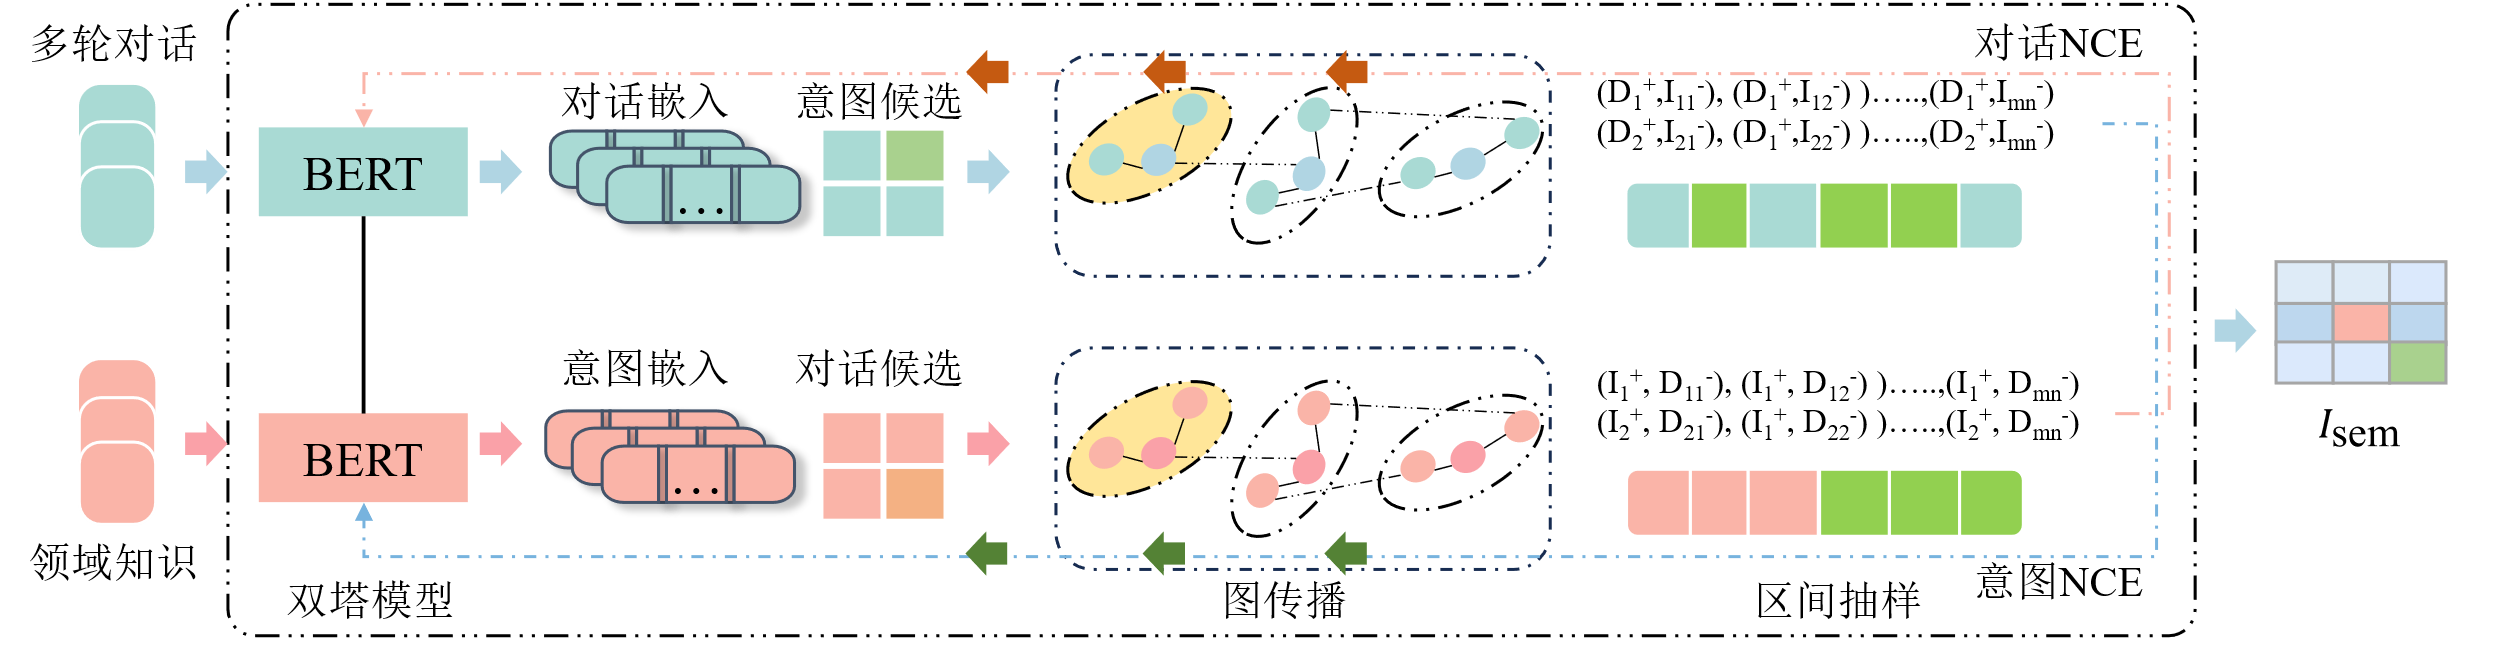 多轮对话
对话NCE
对话嵌入
意图候选
(D₁⁺,I₁₁⁻), (D₁⁺,I₁₂⁻) )…..,(D₁⁺,Iₘₙ⁻)
(D₂⁺,I₂₁⁻), (D₁⁺,I₂₂⁻) )…..,(D₂⁺,Iₘₙ⁻)
BERT
...
意图嵌入
对话候选
(I₁⁺, D₁₁⁻), (I₁⁺, D₁₂⁻) )…..,(I₁⁺, Dₘₙ⁻)
(I₂⁺, D₂₁⁻), (I₁⁺, D₂₂⁻) )…..,(I₂⁺, Dₘₙ⁻)
Isem
BERT
...
领域知识
双塔模型
图传播
区间抽样
意图NCE